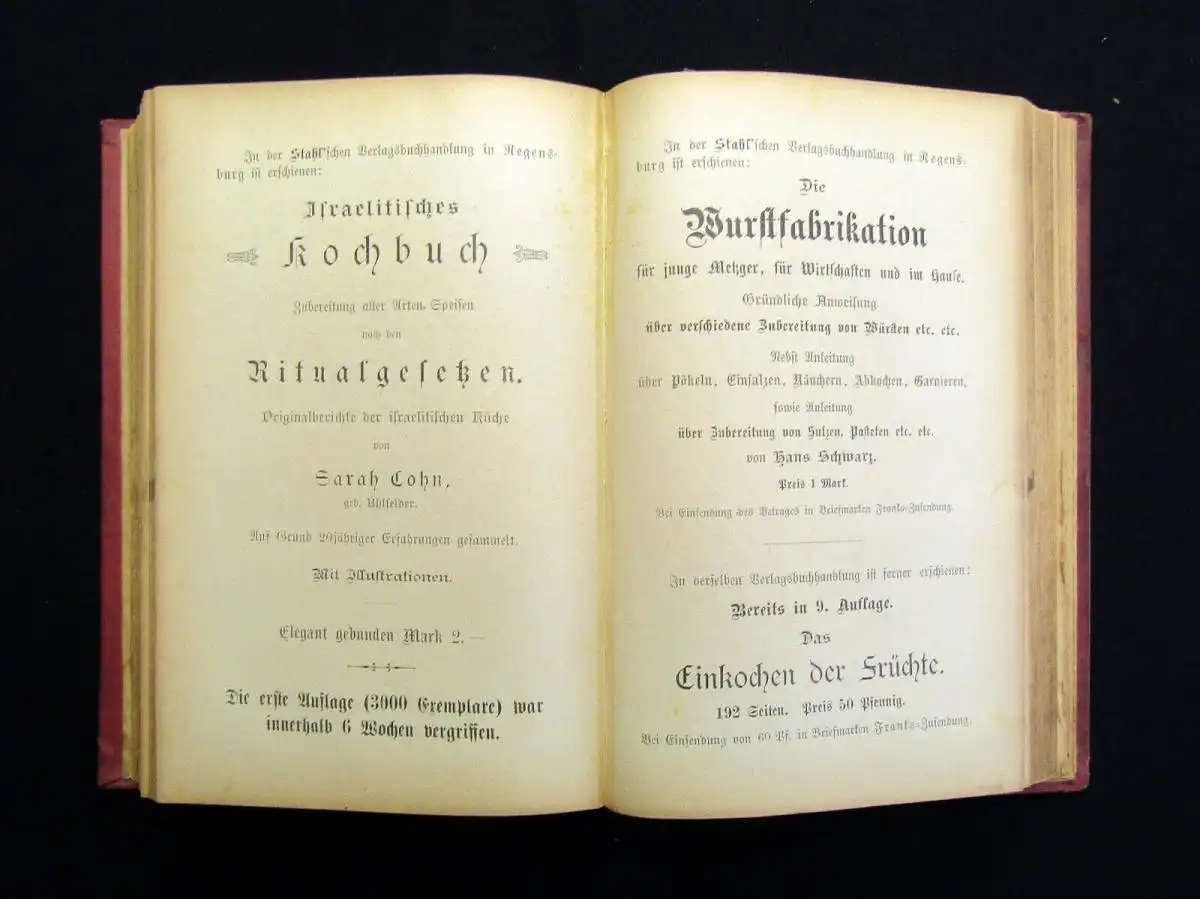 In der Stahl'schen Verlagsbuchhandlung in Regens-
burg ist erschienen:
Israelitisches
Kochbuch
Zubereitung aller Arten Speisen
nach den
Ritualgesetzen.
Originalberichte der israelitischen Küche
von
Sarah Cohn,
geb. Uhlfelder.
Auf Grund 20jähriger Erfahrungen gesammelt.
Mit Illustrationen.
Elegant gebunden Mark 2.—
Die erste Auflage (3000 Exemplare) war
innerhalb 6 Wochen vergriffen.
In der Stahl'schen Verlagsbuchhandlung in Regens-
burg ist erschienen:
Die
Wurstfabrikation
für junge Metzger, für Wirtschaften und im Hause.
Gründliche Anweisung
über verschiedene Zubereitung von Würsten etc. etc.
Nebst Anleitung
über Pökeln, Einsalzen, Räuchern, Abkochen, Garnieren,
sowie Anleitung
über Zubereitung von Sulzen, Pasteten etc. etc.
von Hans Schwarz.
Preis 1 Mark.
Bei Einsendung des Betrages in Briefmarken Franko-Zusendung.
In derselben Verlagsbuchhandlung ist ferner erschienen:
Bereits in 9. Auflage.
Das
Einkochen der Früchte.
192 Seiten. Preis 50 Pfennig.
Bei Einsendung von 60 Pf. in Briefmarken Franko-Zusendung.